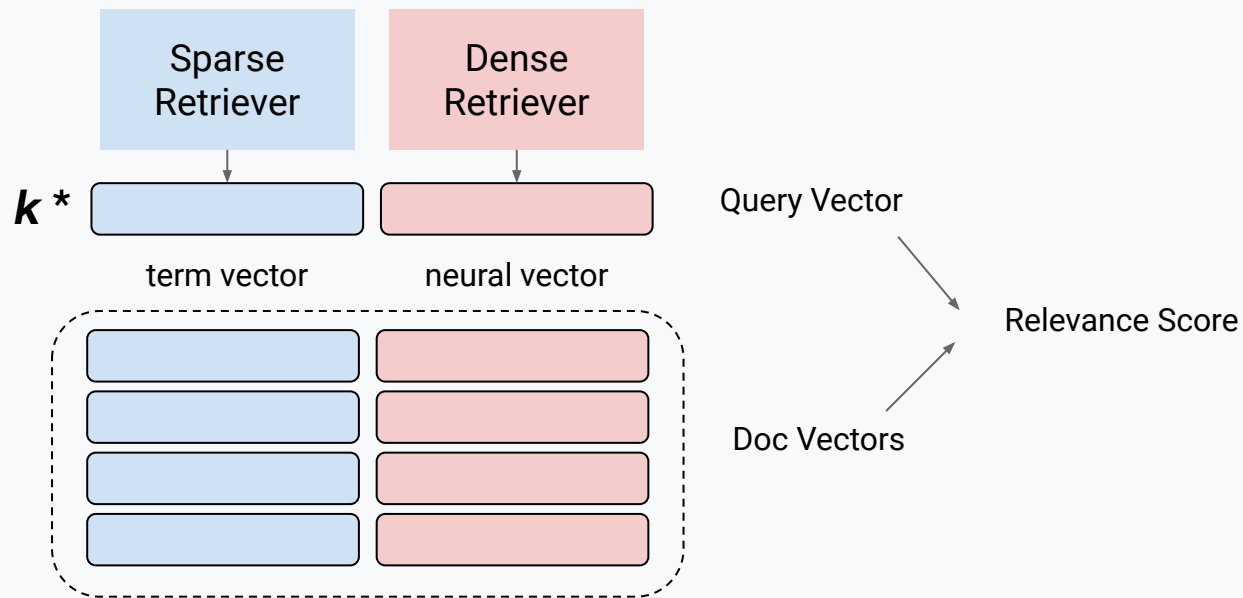 Sparse
Retriever
Dense
Retriever
k *
Query Vector
term vector
neural vector
Relevance Score
Doc Vectors